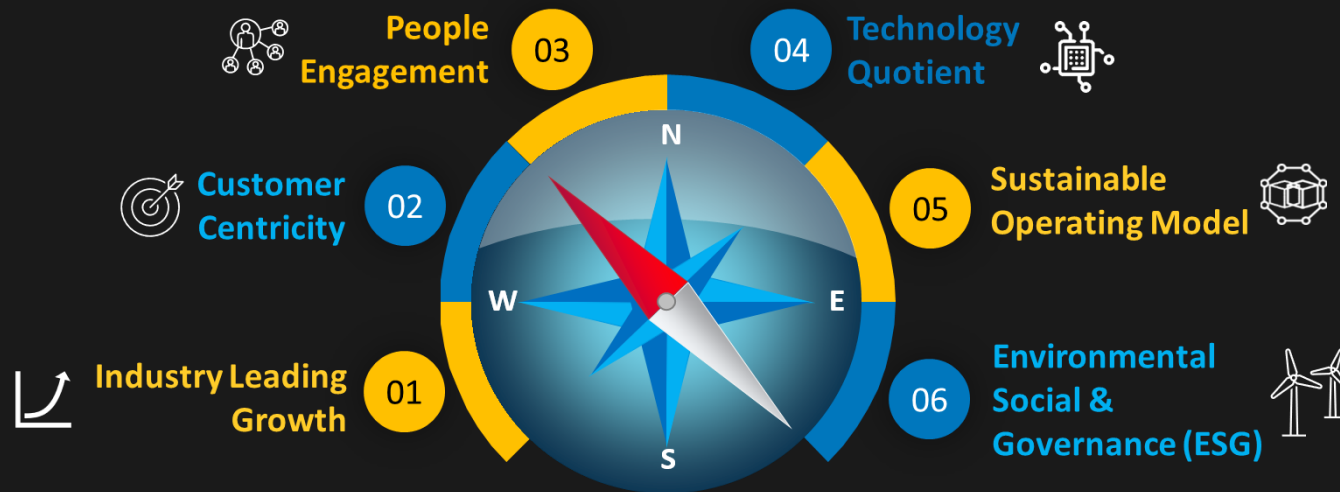 People
Engagement
03
04
Technology
Quotient
Customer
Centricity
02
05
Sustainable
Operating Model
Industry Leading
Growth
01
06
Environmental
Social &
Governance (ESG)
N
W
E
S